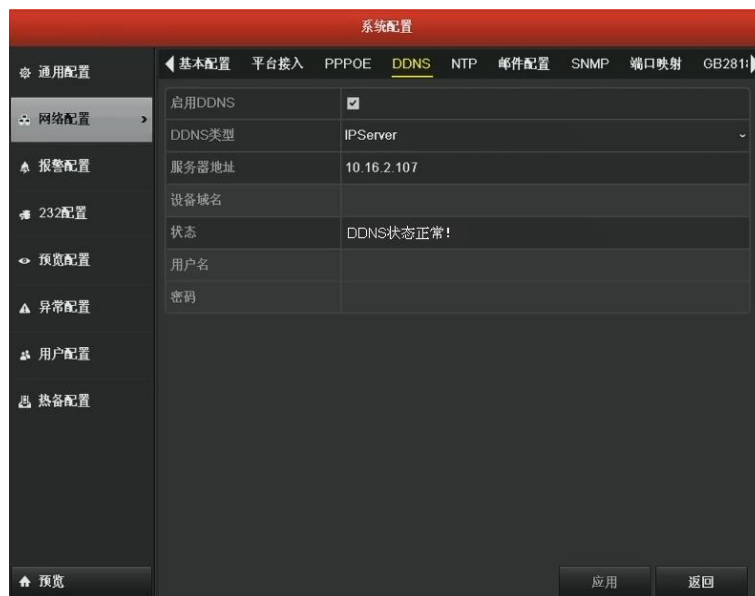 系统配置
通用配置
网络配置
报警配置
232配置
预览配置
异常配置
用户配置
热备配置
预览
基本配置 平台接入 PPPOE DDNS NTP 邮件配置 SNMP 端口映射 GB281
启用DDNS
DDNS类型 IPServer
服务器地址 10.16.2.107
设备域名
状态 DDNS状态正常!
用户名
密码
应用 返回